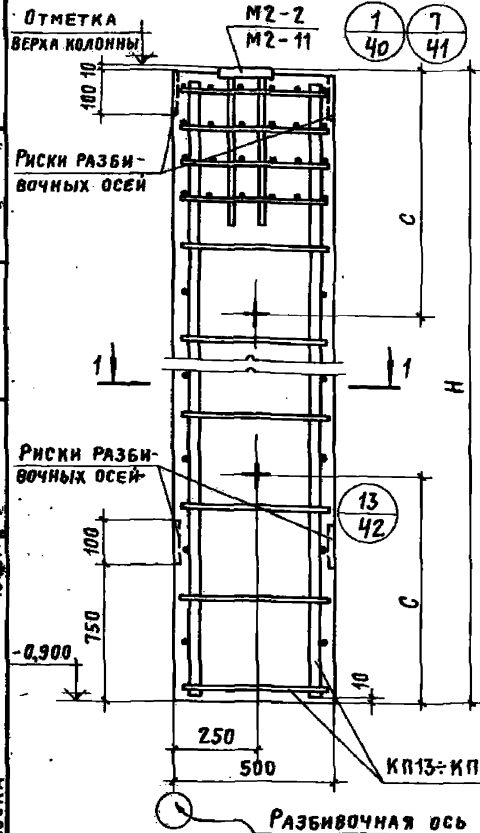 ОТМЕТКА
ВЕРХА КОЛОННЫ
М2-2
М2-11
1
40
7
41
10
100
РИСКИ РАЗБИ-
ВОЧНЫХ ОСЕЙ
С
Н
1
1
РИСКИ РАЗБИ-
ВОЧНЫХ ОСЕЙ
13
42
100
750
С
-0,900
10
250
500
КП13÷КП
РАЗБИВОЧНАЯ ОСЬ